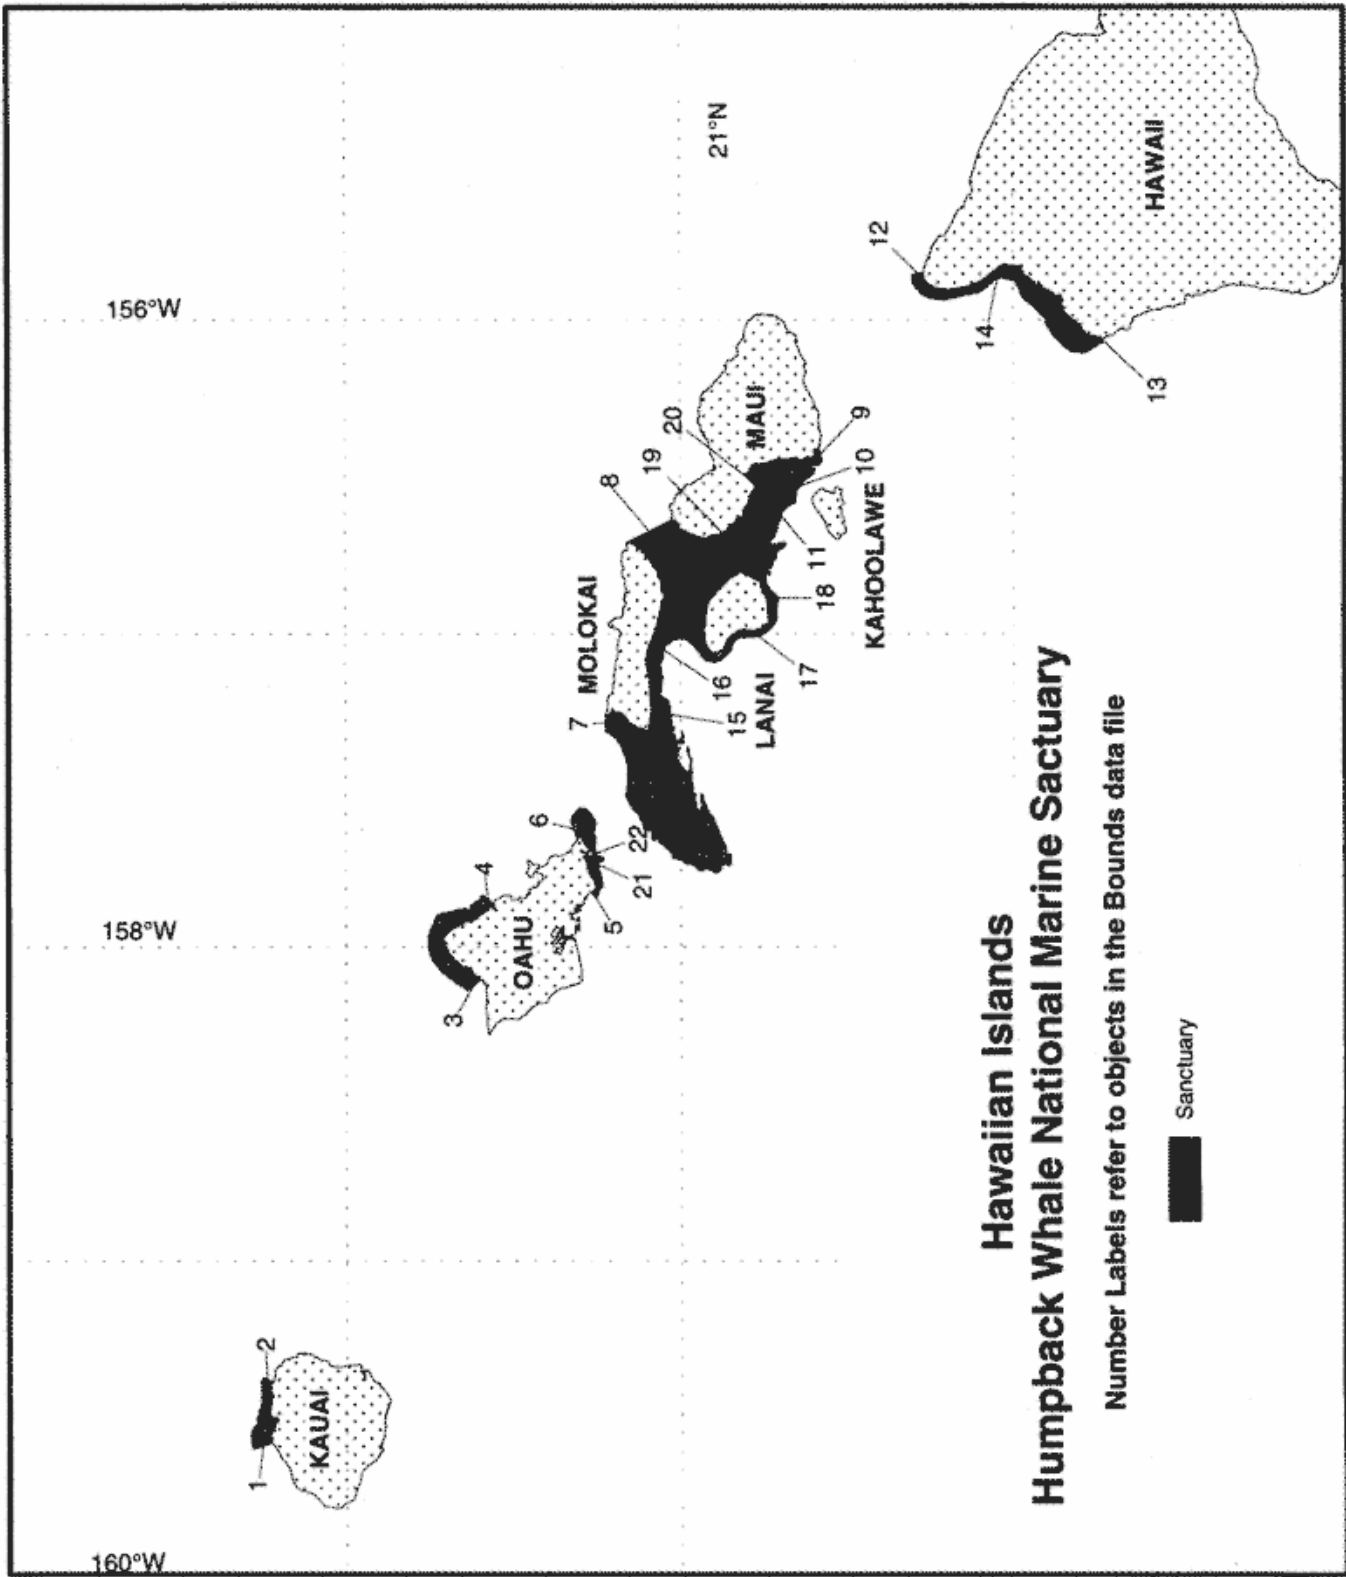 160°W
158°W
156°W
21°N
1
2
KAUAI
3
4
OAHU
5
21
22
6
7
MOLOKAI
8
19
20
MAUI
9
10
11
KAHOOLAWE
18
17
16
15
LANAI
12
14
13
HAWAII
Hawaiian Islands
Humpback Whale National Marine Sactuary
Number Labels refer to objects in the Bounds data file
Sanctuary